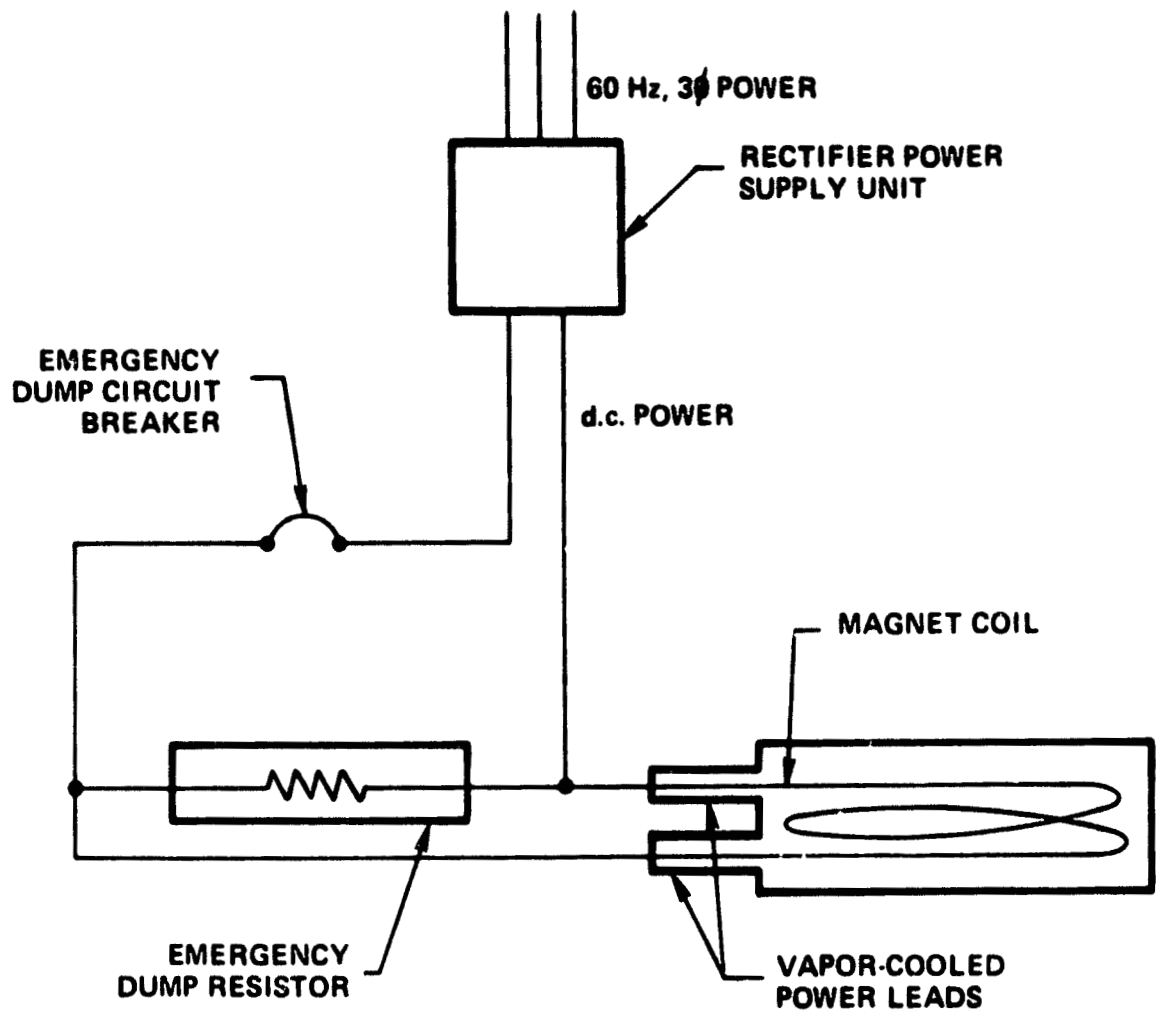 60 Hz, 3ø POWER
RECTIFIER POWER
SUPPLY UNIT
EMERGENCY
DUMP CIRCUIT
BREAKER
d.c. POWER
MAGNET COIL
EMERGENCY
DUMP RESISTOR
VAPOR-COOLED
POWER LEADS